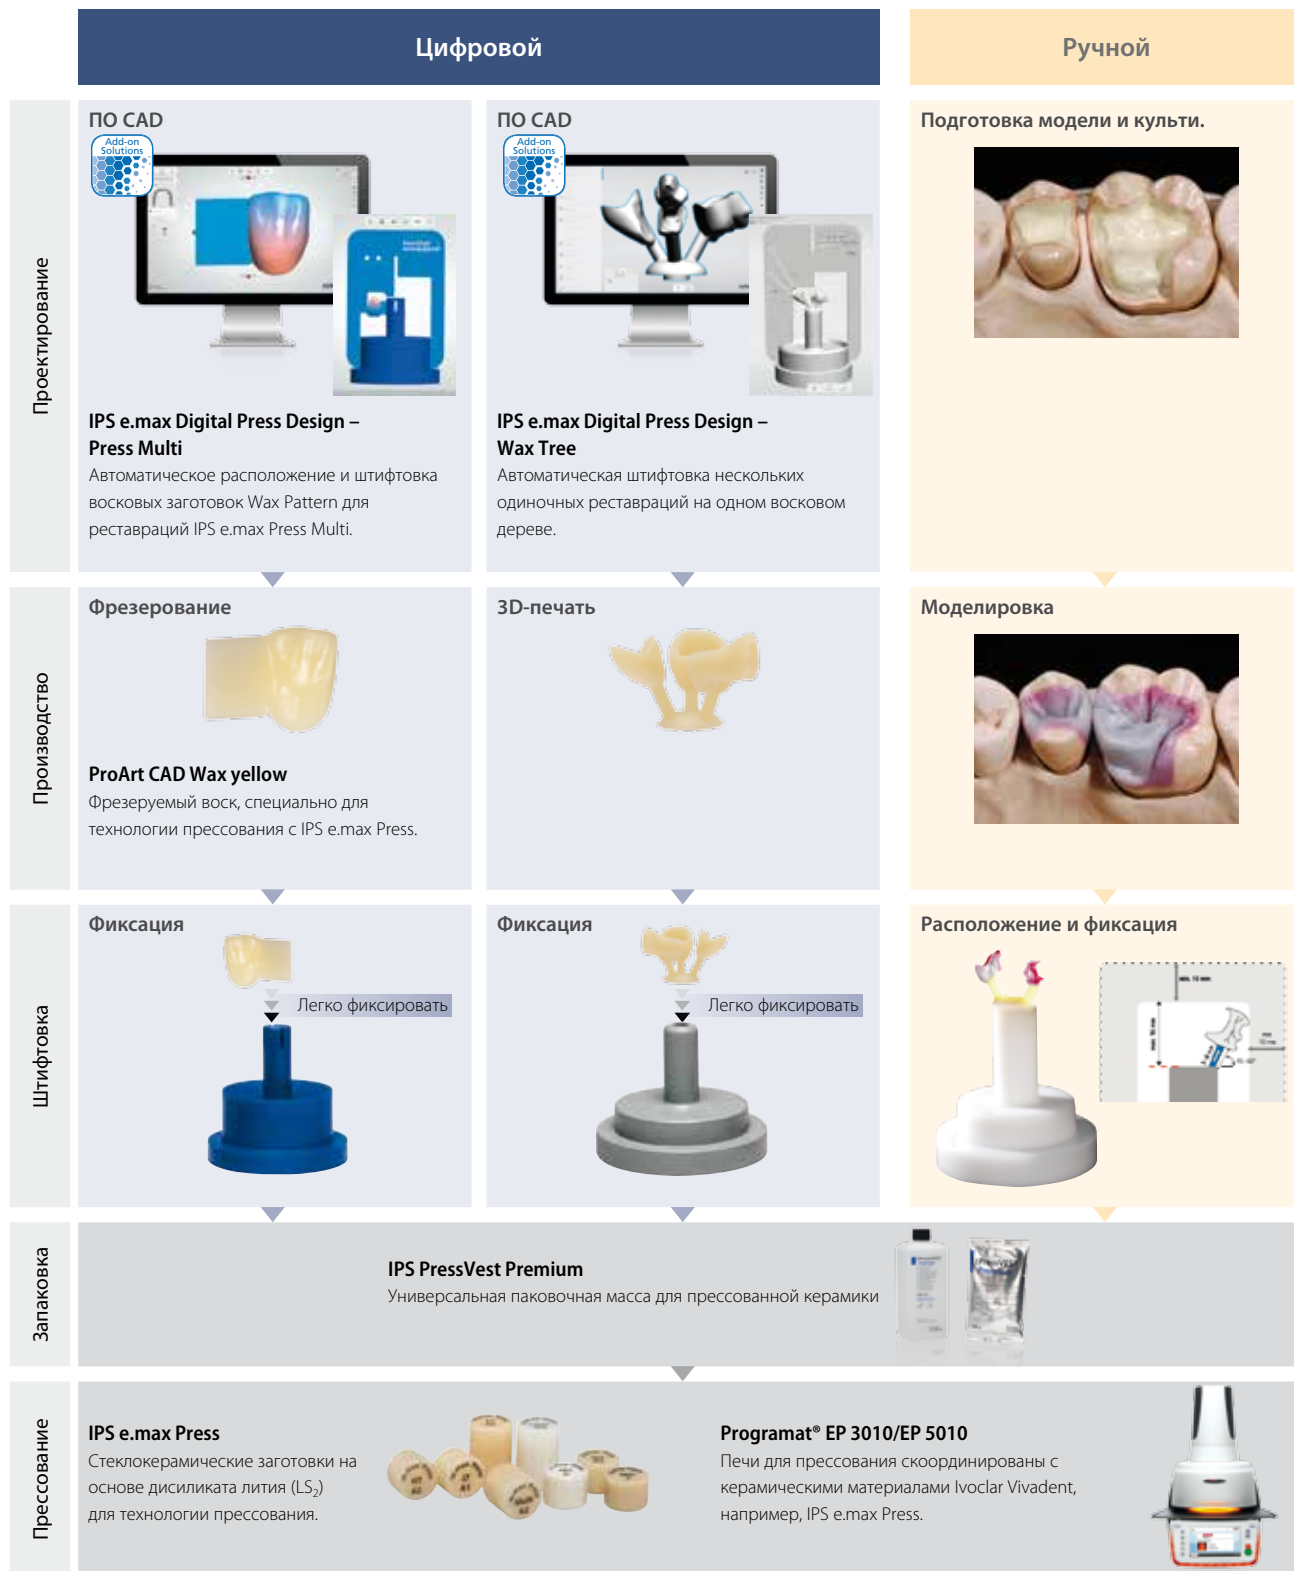 Цифровой
Ручной
Проектирование
ПО CAD
Add-on
Solutions
IPS e.max Digital Press Design –
Press Multi
Автоматическое расположение и штифтовка
восковых заготовок Wax Pattern для
реставраций IPS e.max Press Multi.
ПО CAD
Add-on
Solutions
IPS e.max Digital Press Design –
Wax Tree
Автоматическая штифтовка нескольких
одиночных реставраций на одном восковом
дереве.
Подготовка модели и культи.
Производство
Фрезерование
ProArt CAD Wax yellow
Фрезеруемый воск, специально для
технологии прессования с IPS e.max Press.
3D-печать
Моделировка
Штифтовка
Фиксация
Легко фиксировать
Фиксация
Легко фиксировать
Расположение и фиксация
Запаковка
IPS PressVest Premium
Универсальная паковочная масса для прессованной керамики
Прессование
IPS e.max Press
Стеклокерамические заготовки на
основе дисиликата лития (LS₂)
для технологии прессования.
Programat® EP 3010/EP 5010
Печи для прессования скоординированы с
керамическими материалами Ivoclar Vivadent,
например, IPS e.max Press.